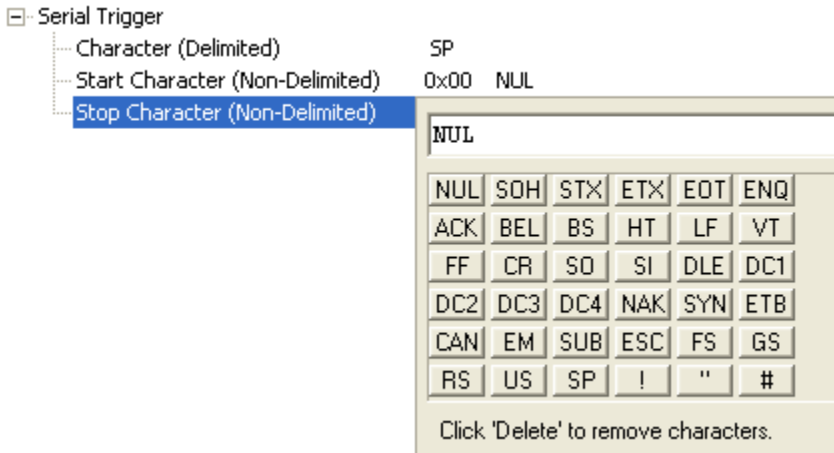 Serial Trigger
Character (Delimited) SP
Start Character (Non-Delimited) 0x00 NUL
Stop Character (Non-Delimited)
NUL
NUL SOH STX ETX EOT ENQ
ACK BEL BS HT LF VT
FF CR SO SI DLE DC1
DC2 DC3 DC4 NAK SYN ETB
CAN EM SUB ESC FS GS
RS US SP ! " #
Click 'Delete' to remove characters.